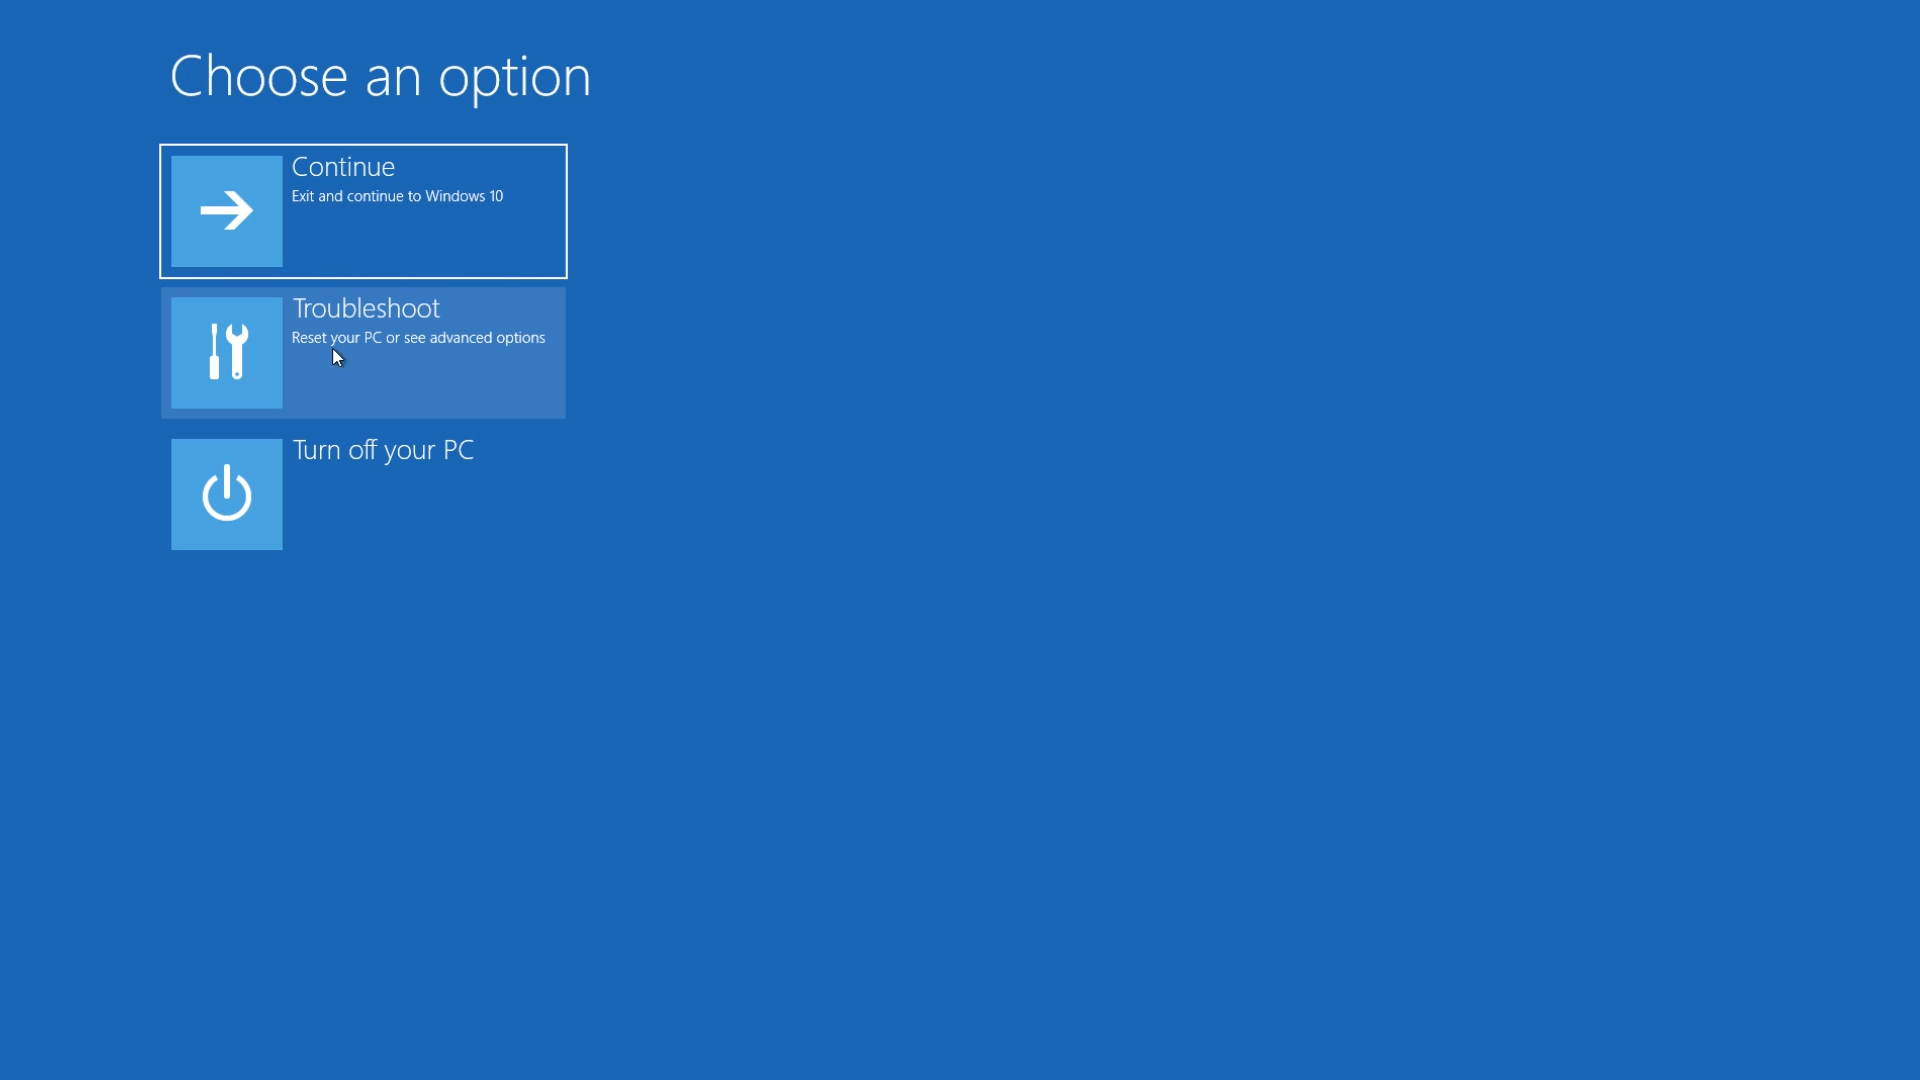 Choose an option
Continue
Exit and continue to Windows 10
Troubleshoot
Reset your PC or see advanced options
Turn off your PC